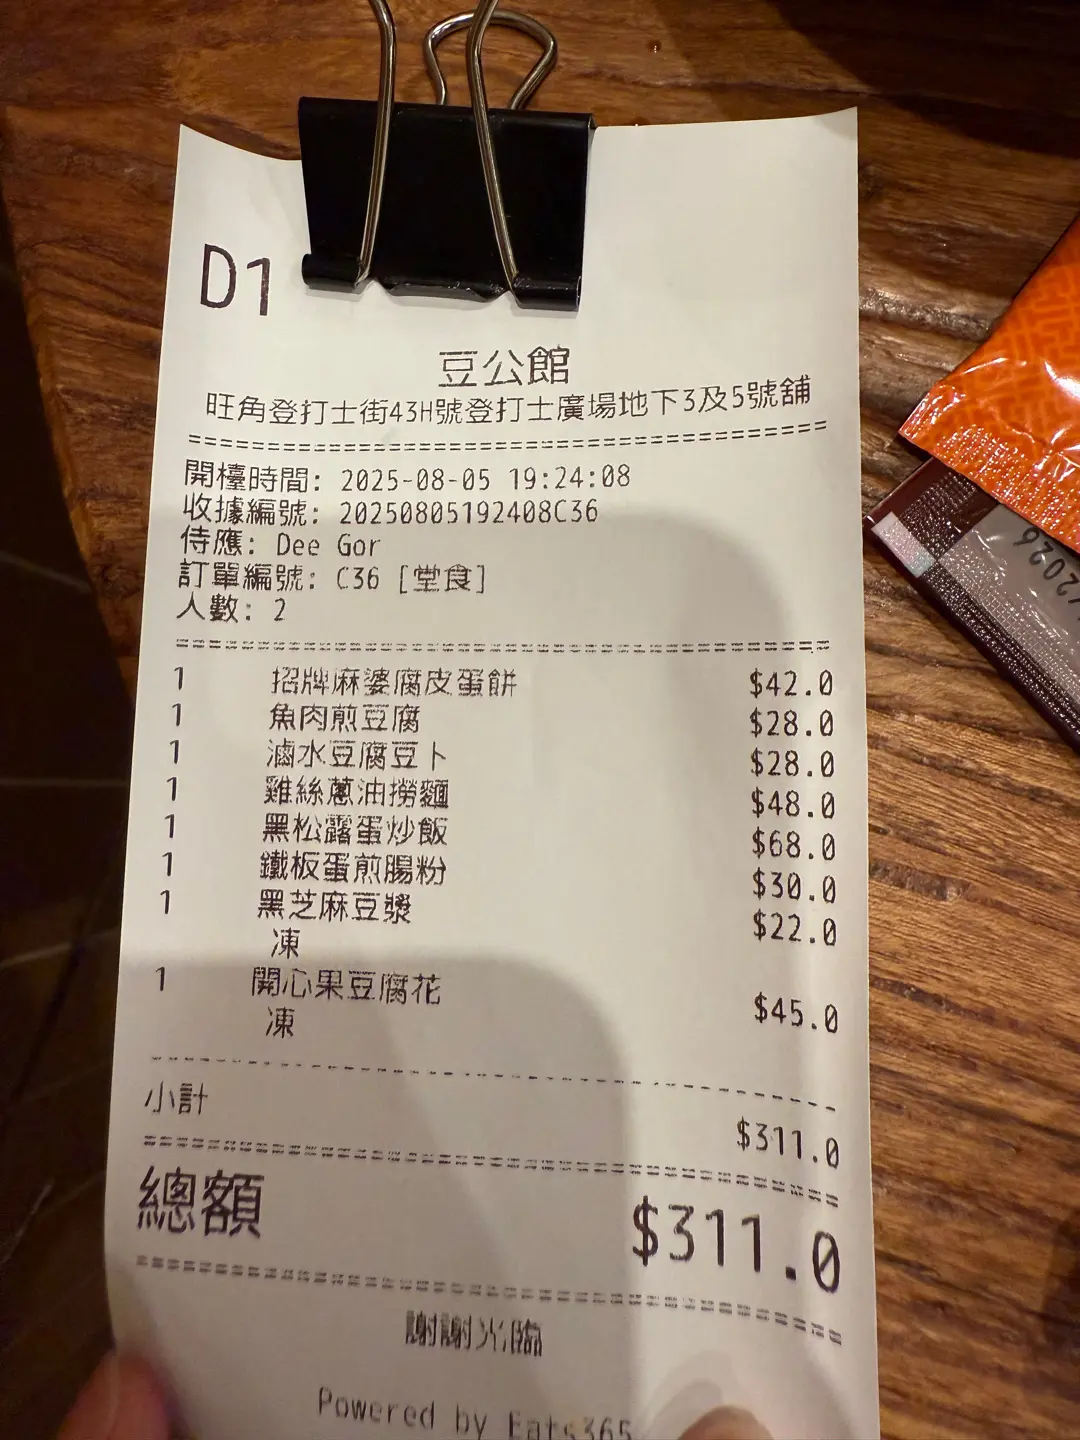 D1
豆公館
旺角登打士街43H號登打士廣場地下3及5號舖
開檯時間: 2025-08-05 19:24:08
收據編號: 20250805192408C36
侍應: Dee Gor
訂單編號: C36 [堂食]
人數: 2
1 招牌麻婆腐皮蛋餅 $42.0
1 魚肉煎豆腐 $28.0
1 滷水豆腐豆卜 $28.0
1 雞絲蔥油撈麵 $48.0
1 黑松露蛋炒飯 $68.0
1 鐵板蛋煎腸粉 $30.0
1 黑芝麻豆漿 $22.0
凍
1 開心果豆腐花 $45.0
凍
小計 $311.0
總額 $311.0
謝謝光臨
Powered by Eats365
2026